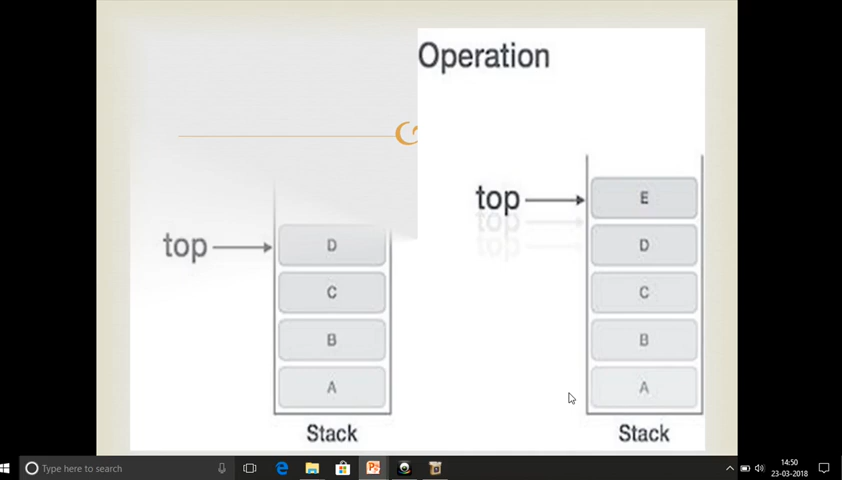 Operation
top
D
C
B
A
Stack
top
E
D
C
B
A
Stack
Type here to search
14:50
23-03-2018